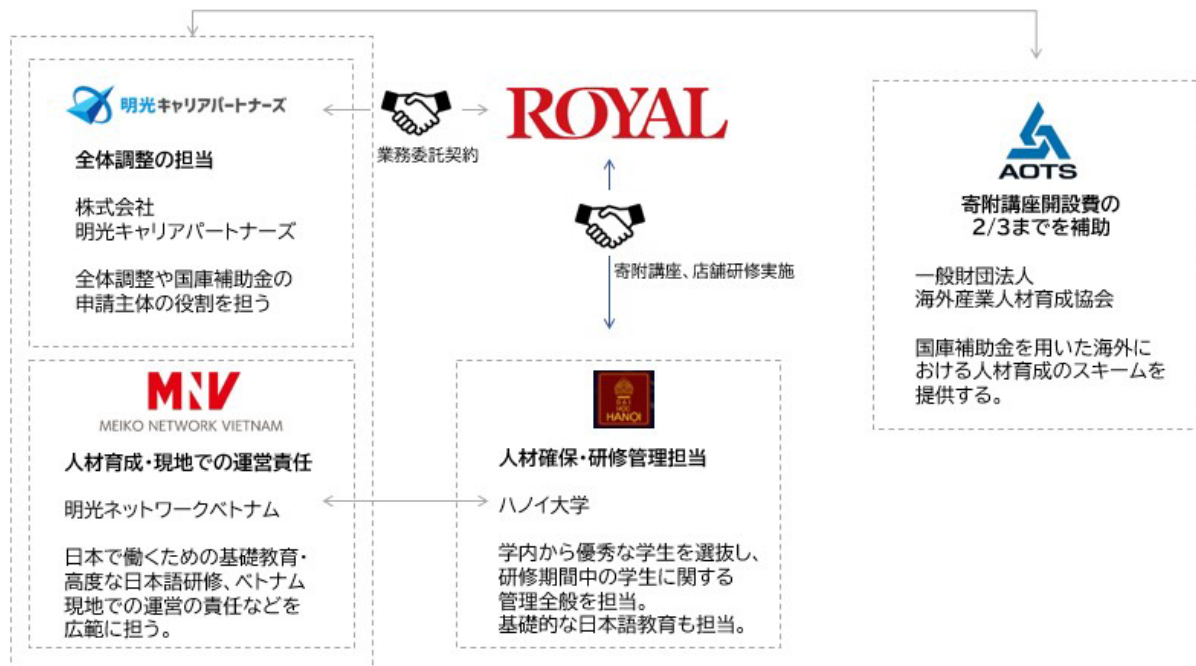 明光キャリアパートナーズ
全体調整の担当
株式会社
明光キャリアパートナーズ
全体調整や国庫補助金の
申請主体の役割を担う
業務委託契約
ROYAL
寄附講座、店舗研修実施
AOTS
寄附講座開設費の
2/3までを補助
一般財団法人
海外産業人材育成協会
国庫補助金を用いた海外に
おける人材育成のスキームを
提供する。
MNV
MEIKO NETWORK VIETNAM
人材育成・現地での運営責任
明光ネットワークベトナム
日本で働くための基礎教育・
高度な日本語研修、ベトナム
現地での運営の責任などを
広範に担う。
ĐẠI
HỌC
HANOI
人材確保・研修管理担当
ハノイ大学
学内から優秀な学生を選抜し、
研修期間中の学生に関する
管理全般を担当。
基礎的な日本語教育も担当。